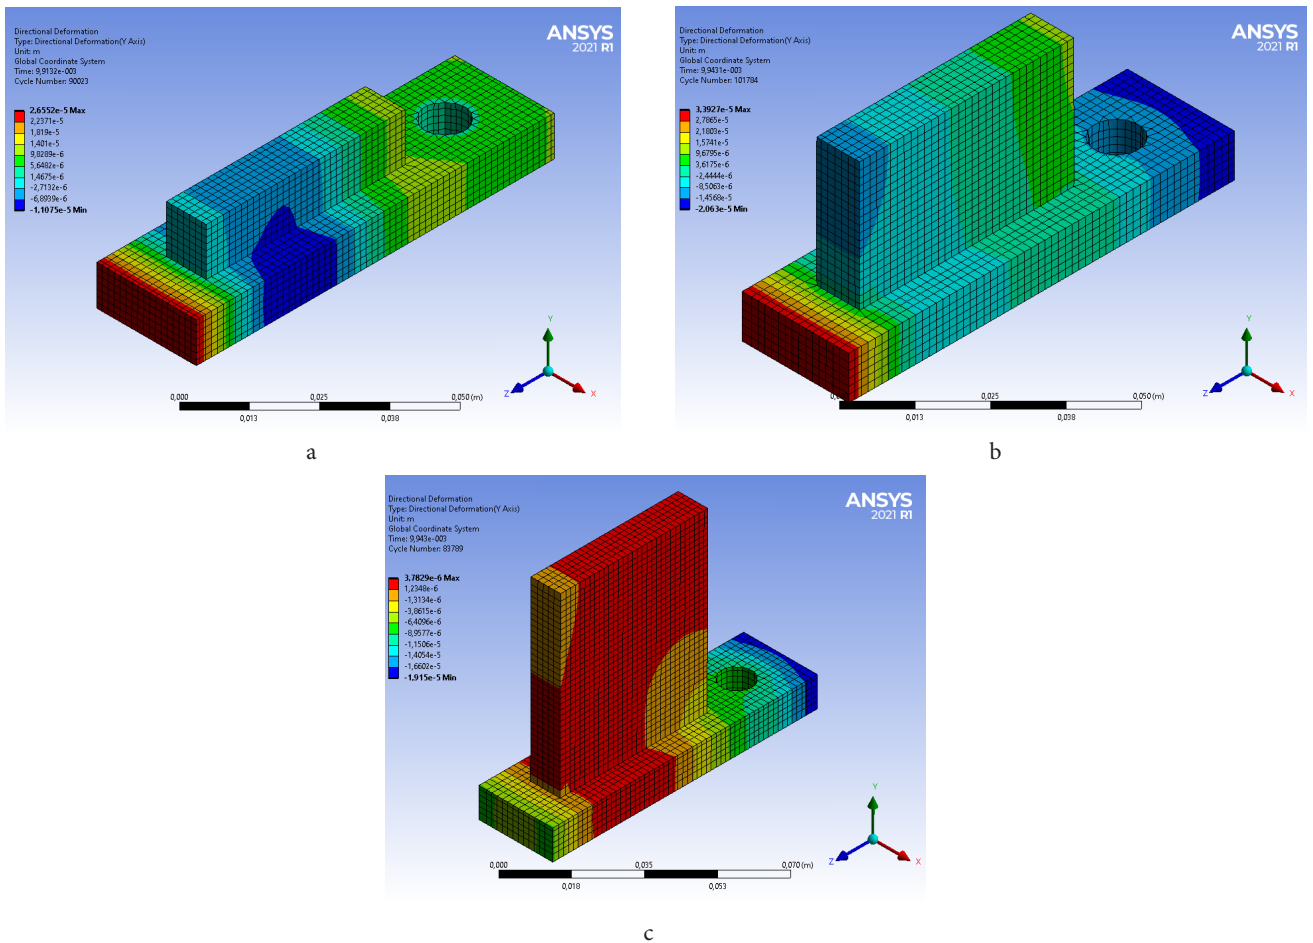 Directional Deformation
Type: Directional Deformation(Y Axis)
Unit: m
Global Coordinate System
Time: 9,9132e-003
Cycle Number: 90023
ANSYS
2021 R1
2,6552e-5 Max
2,2371e-5
1,819e-5
1,401e-5
9,8289e-6
5,6482e-6
1,4675e-6
-2,7132e-6
-6,8939e-6
-1,1075e-5 Min
Y
Z
X
0,000
0,025
0,050 (m)
0,013
0,038
a
Directional Deformation
Type: Directional Deformation(Y Axis)
Unit: m
Global Coordinate System
Time: 9,9431e-003
Cycle Number: 101784
ANSYS
2021 R1
3,3927e-5 Max
2,7865e-5
2,1803e-5
1,5741e-5
9,6795e-6
3,6175e-6
-2,4444e-6
-8,5063e-6
-1,4568e-5
-2,063e-5 Min
Y
Z
X
0,025
0,050 (m)
0,013
0,038
b
Directional Deformation
Type: Directional Deformation(Y Axis)
Unit: m
Global Coordinate System
Time: 9,943e-003
Cycle Number: 83789
ANSYS
2021 R1
3,7829e-6 Max
1,2348e-6
-1,3134e-6
-3,8615e-6
-6,4096e-6
-8,9577e-6
-1,1506e-5
-1,4054e-5
-1,6602e-5
-1,915e-5 Min
Y
Z
X
0,000
0,035
0,070 (m)
0,018
0,053
c